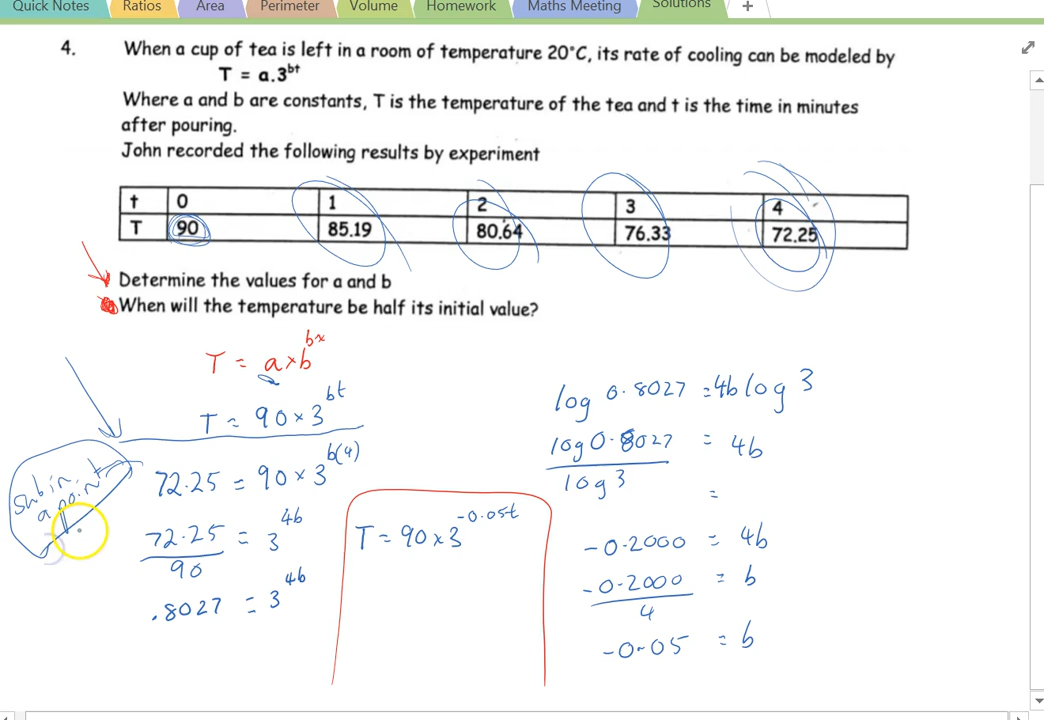 Quick Notes Ratios Area Perimeter Volume Homework Maths Meeting Solutions +
4. When a cup of tea is left in a room of temperature 20°C, its rate of cooling can be modeled by
T = a.3^bt
Where a and b are constants, T is the temperature of the tea and t is the time in minutes
after pouring.
John recorded the following results by experiment
t 0 1 2 3 4
T 90 85.19 80.64 76.33 72.25
Determine the values for a and b
When will the temperature be half its initial value?
T = a×b^bx
T = 90×3^bt
Sub in
a point
72.25 = 90×3^b(4)
72.25/90 = 3^4b
.8027 = 3^4b
T = 90×3^-0.05t
log 0.8027 = 4b log 3
log 0.8027/log 3 = 4b
=
-0.2000 = 4b
-0.2000/4 = b
-0.05 = b